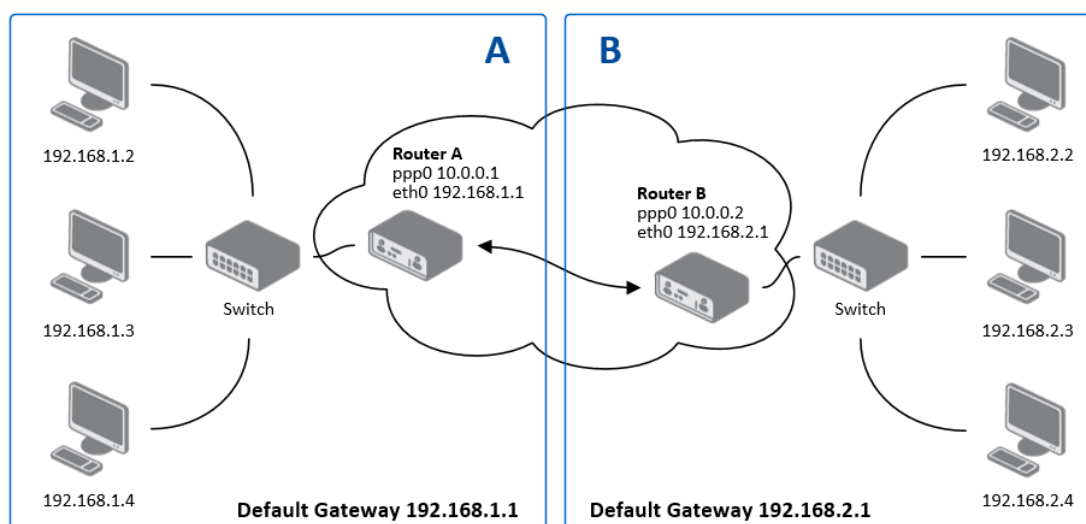 A
B
192.168.1.2
192.168.2.2
Router A
ppp0 10.0.0.1
eth0 192.168.1.1
Router B
ppp0 10.0.0.2
eth0 192.168.2.1
192.168.1.3
Switch
Switch
192.168.2.3
192.168.1.4
Default Gateway 192.168.1.1
Default Gateway 192.168.2.1
192.168.2.4